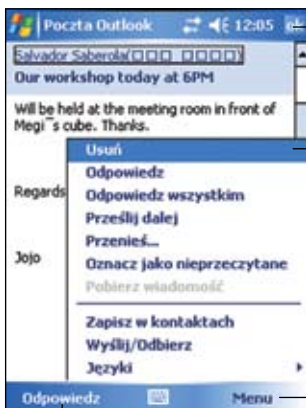 Poczta Outlook 12:05
Salvador Saberola(□□□ □□□□)
Our workshop today at 6PM
Will be held at the meeting room in front of
Megi¯s cube. Thanks.
Regards
Jojo
Usuń
Odpowiedz
Odpowiedz wszystkim
Prześlij dalej
Przenieś...
Oznacz jako nieprzeczytane
Pobierz wiadomość
Zapisz w kontaktach
Wyślij/Odbierz
Języki
Odpowiedz Menu